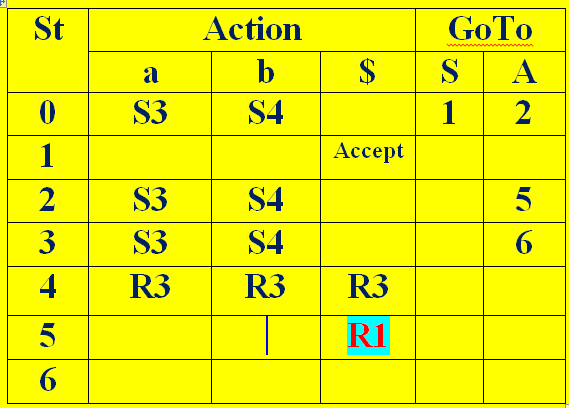 St Action GoTo
a b $ S A
0 S3 S4 1 2
1 Accept
2 S3 S4 5
3 S3 S4 6
4 R3 R3 R3
5 R1
6